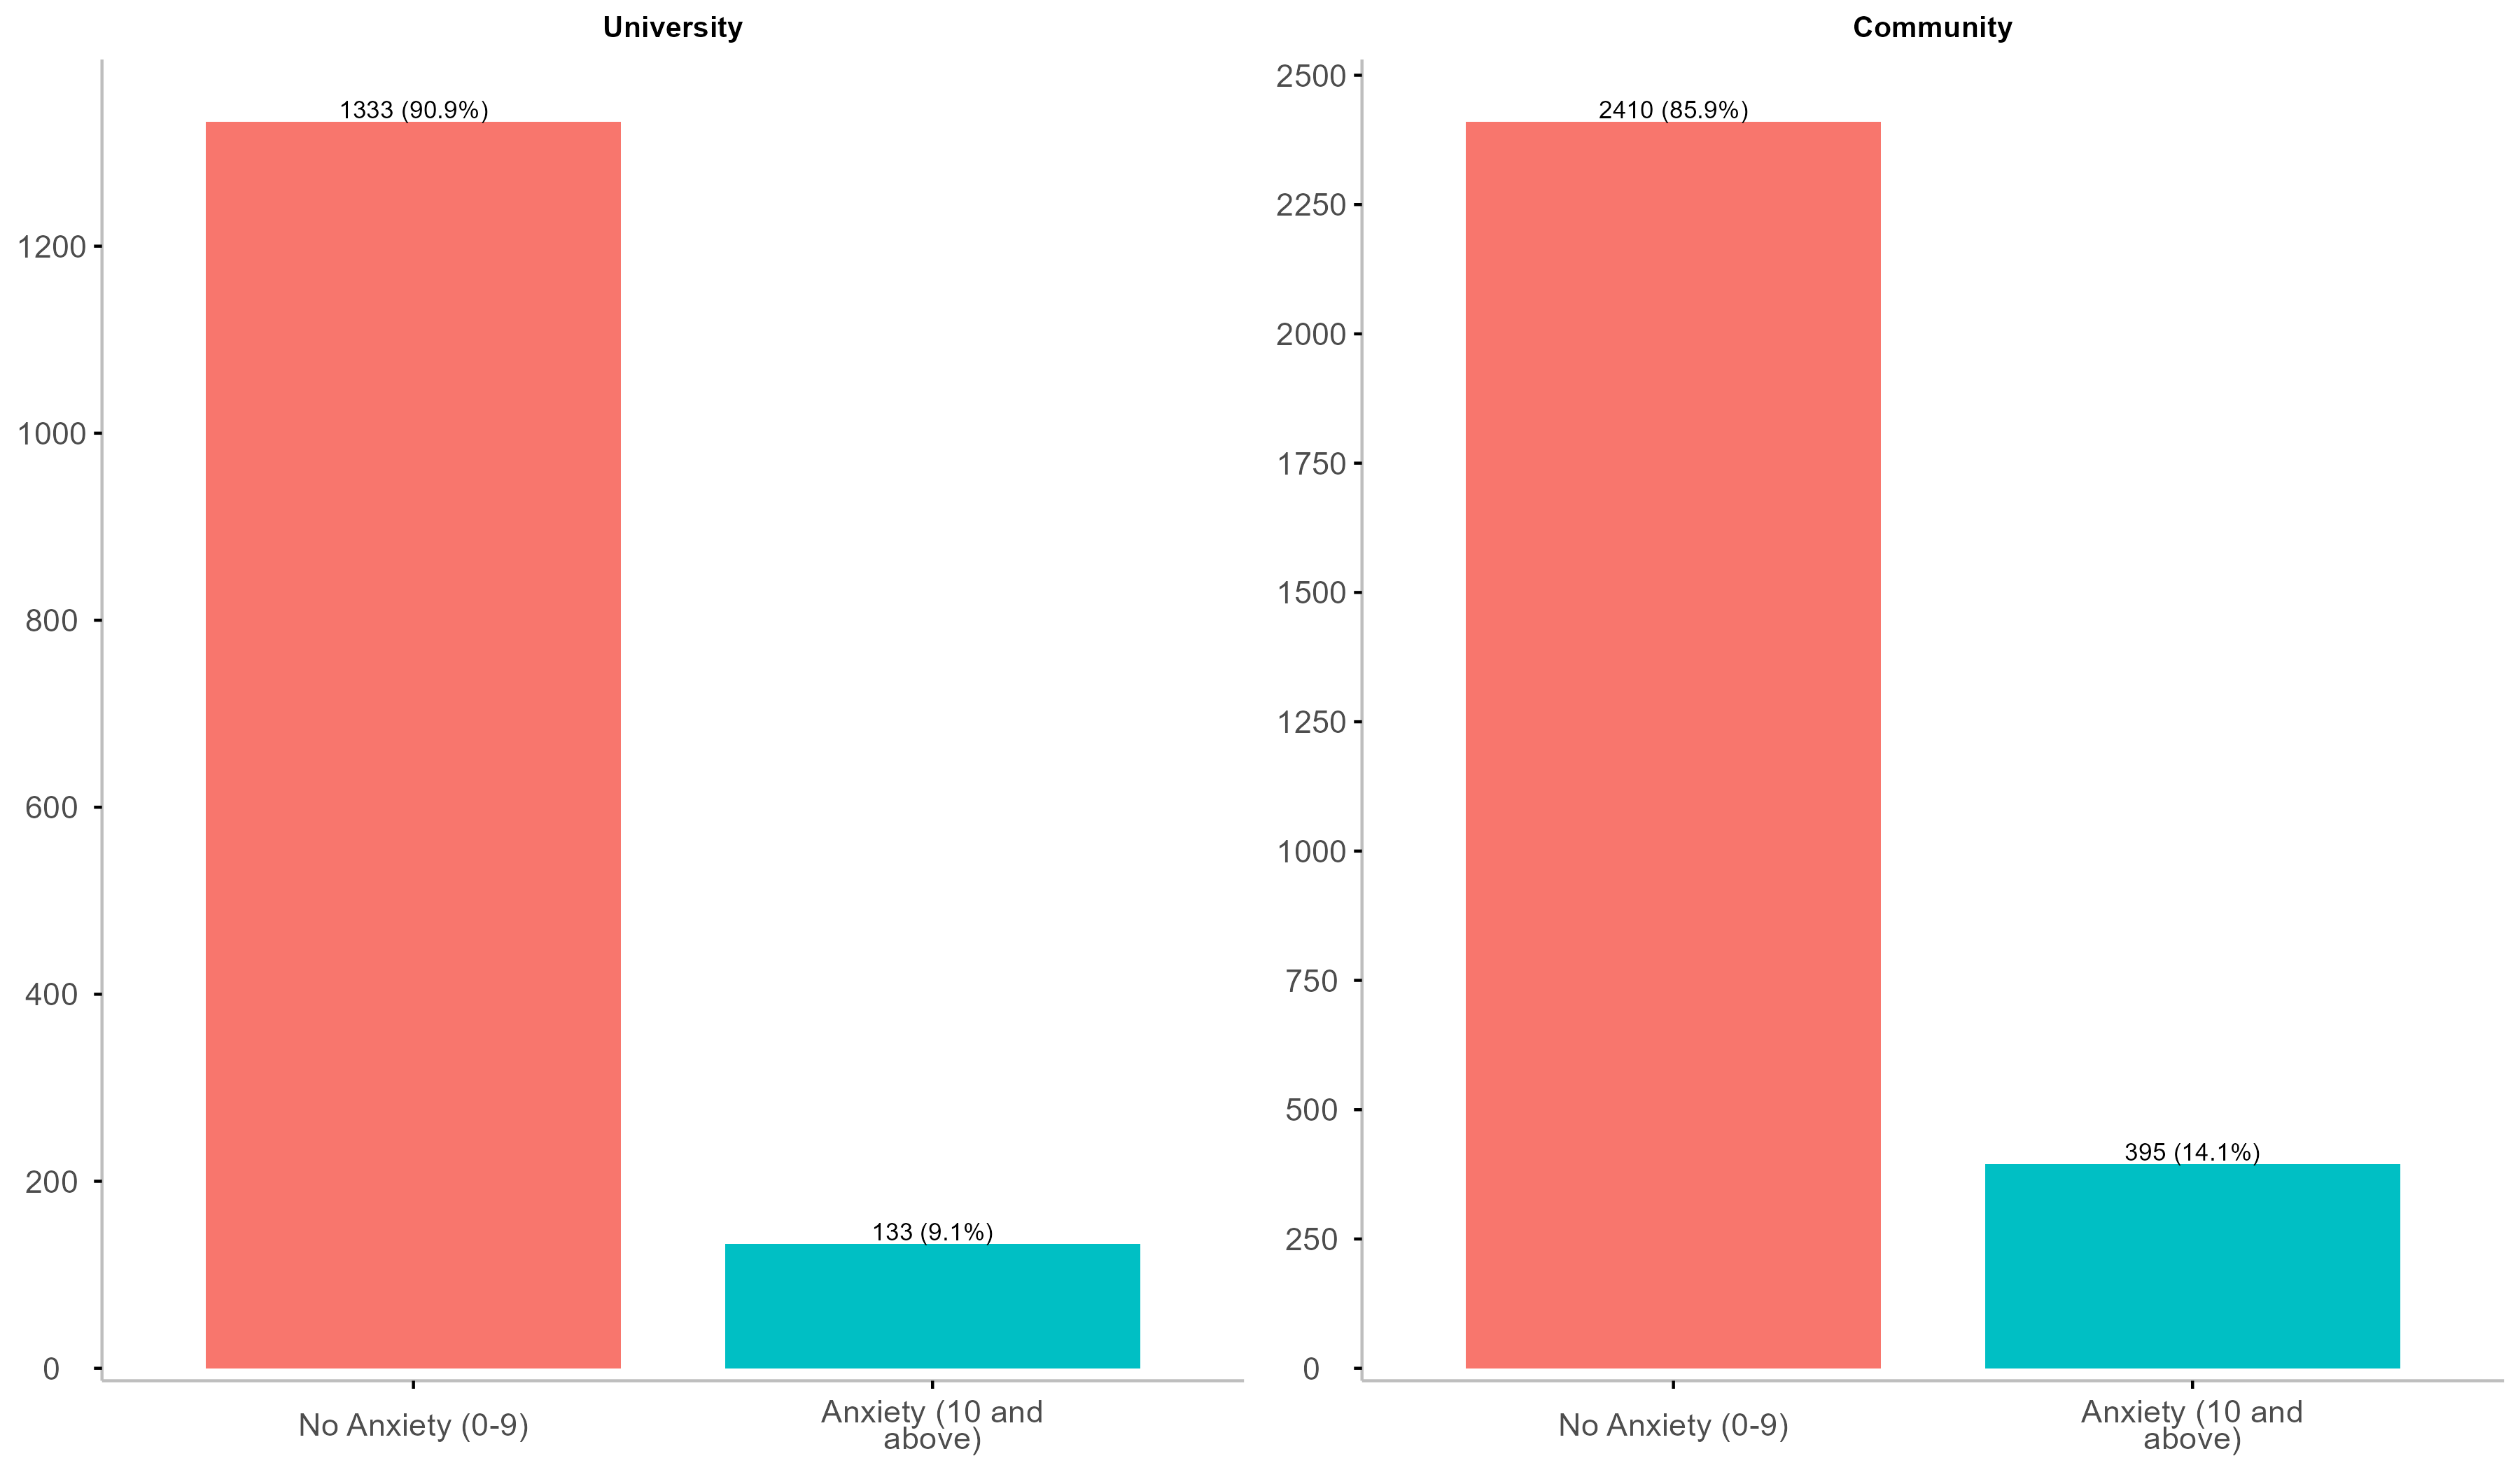 University
1333 (90.9%)
1200
1000
800
600
400
200
0
133 (9.1%)
No Anxiety (0-9)
Anxiety (10 and
above)
Community
2500
2410 (85.9%)
2250
2000
1750
1500
1250
1000
750
500
250
0
395 (14.1%)
No Anxiety (0-9)
Anxiety (10 and
above)